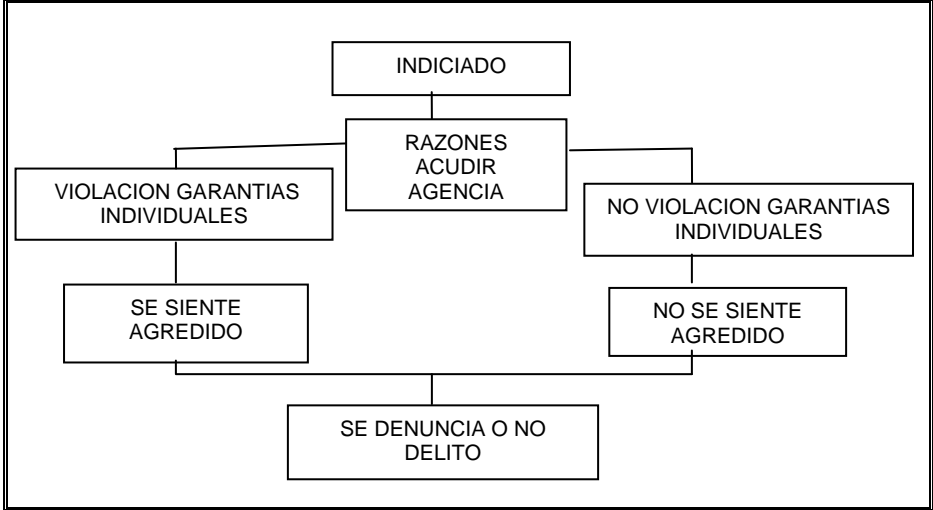 INDICIADO
RAZONES
ACUDIR
AGENCIA
VIOLACION GARANTIAS
INDIVIDUALES
NO VIOLACION GARANTIAS
INDIVIDUALES
SE SIENTE
AGREDIDO
NO SE SIENTE
AGREDIDO
SE DENUNCIA O NO
DELITO